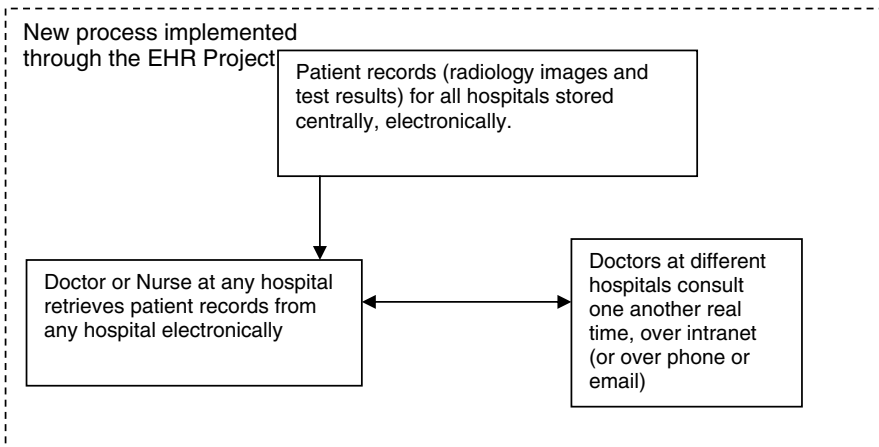 New process implemented
through the EHR Project
Patient records (radiology images and
test results) for all hospitals stored
centrally, electronically.
Doctor or Nurse at any hospital
retrieves patient records from
any hospital electronically
Doctors at different
hospitals consult
one another real
time, over intranet
(or over phone or
email)